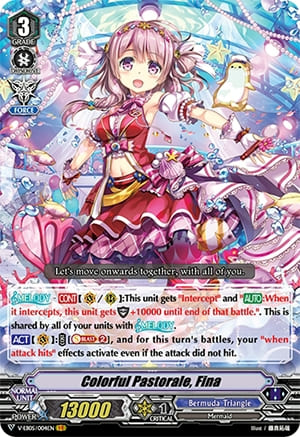 3
GRADE
FORCE
Let's move onwards together, with all of you.
MELODY CONT :This unit gets "Intercept" and "AUTO:When
it intercepts, this unit gets +10000 until end of that battle.". This is
shared by all of your units with MELODY.
ACT : BLAST 2, and for this turn's battles, your "when
attack hits" effects activate even if the attack did not hit.
Colorful Pastorale, Fina
NORMAL UNIT
POWER 13000 1 CRITICAL
Bermuda Triangle
Mermaid
V-EB05/004EN